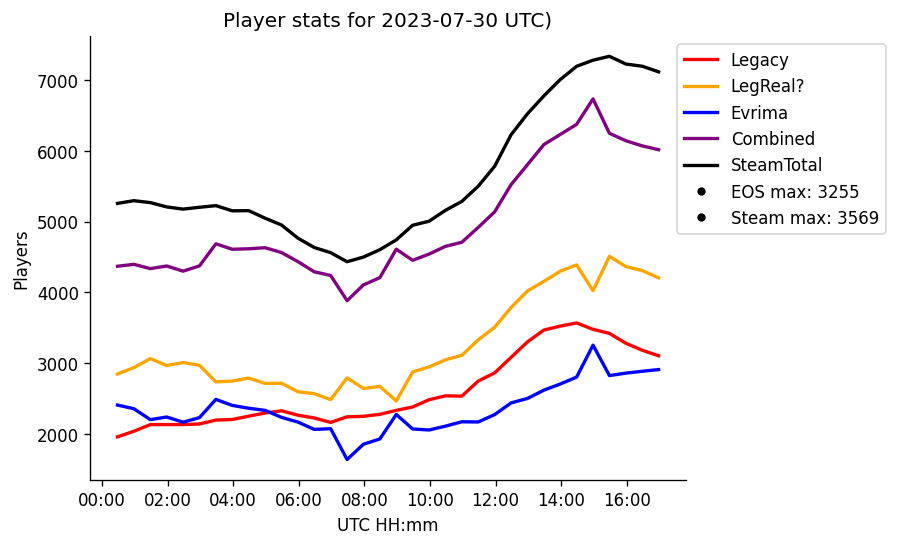 Player stats for 2023-07-30 UTC)
Legacy
LegReal?
Evrima
Combined
SteamTotal
EOS max: 3255
Steam max: 3569
Players
7000
6000
5000
4000
3000
2000
00:00 02:00 04:00 06:00 08:00 10:00 12:00 14:00 16:00
UTC HH:mm